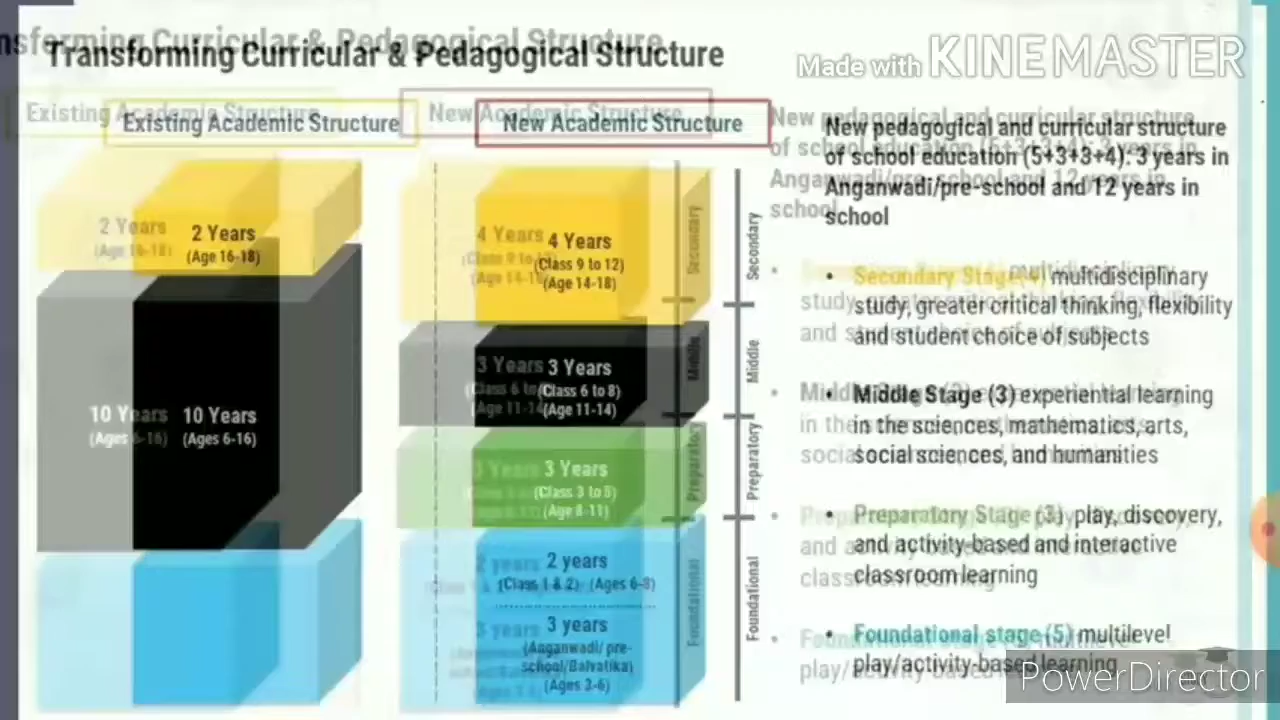 Transforming Curricular & Pedagogical Structure
Made with KINEMASTER
Existing Academic Structure
New Academic Structure
2 Years
(Age 16-18)
10 Years
(Ages 6-16)
4 Years
(Class 9 to 12)
(Age 14-18)
Secondary
3 Years
(Class 6 to 8)
(Age 11-14)
Middle
3 Years
(Class 3 to 5)
(Age 8-11)
Preparatory
2 years
(Class 1 & 2) (Ages 6-8)
3 years
(Anganwadi/ pre-
school/Balvatika)
(Ages 3-6)
Foundational
New pedagogical and curricular structure
of school education (5+3+3+4): 3 years in
Anganwadi/pre-school and 12 years in
school
• Secondary Stage(4) multidisciplinary
study, greater critical thinking, flexibility
and student choice of subjects
• Middle Stage (3) experiential learning
in the sciences, mathematics, arts,
social sciences, and humanities
• Preparatory Stage (3) play, discovery,
and activity-based and interactive
classroom learning
• Foundational stage (5) multilevel
play/activity-based learning
PowerDirector